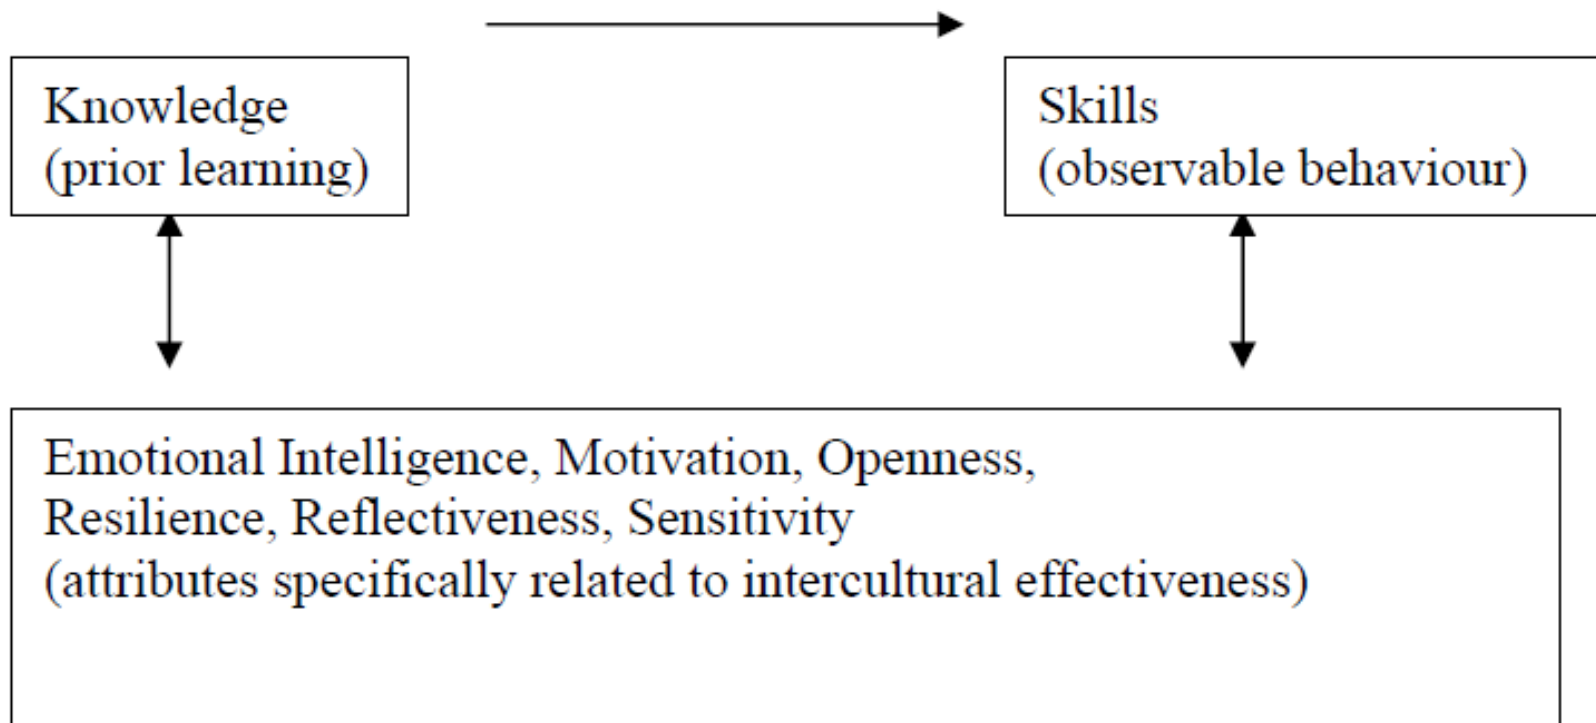 Knowledge
(prior learning)
Skills
(observable behaviour)
Emotional Intelligence, Motivation, Openness,
Resilience, Reflectiveness, Sensitivity
(attributes specifically related to intercultural effectiveness)